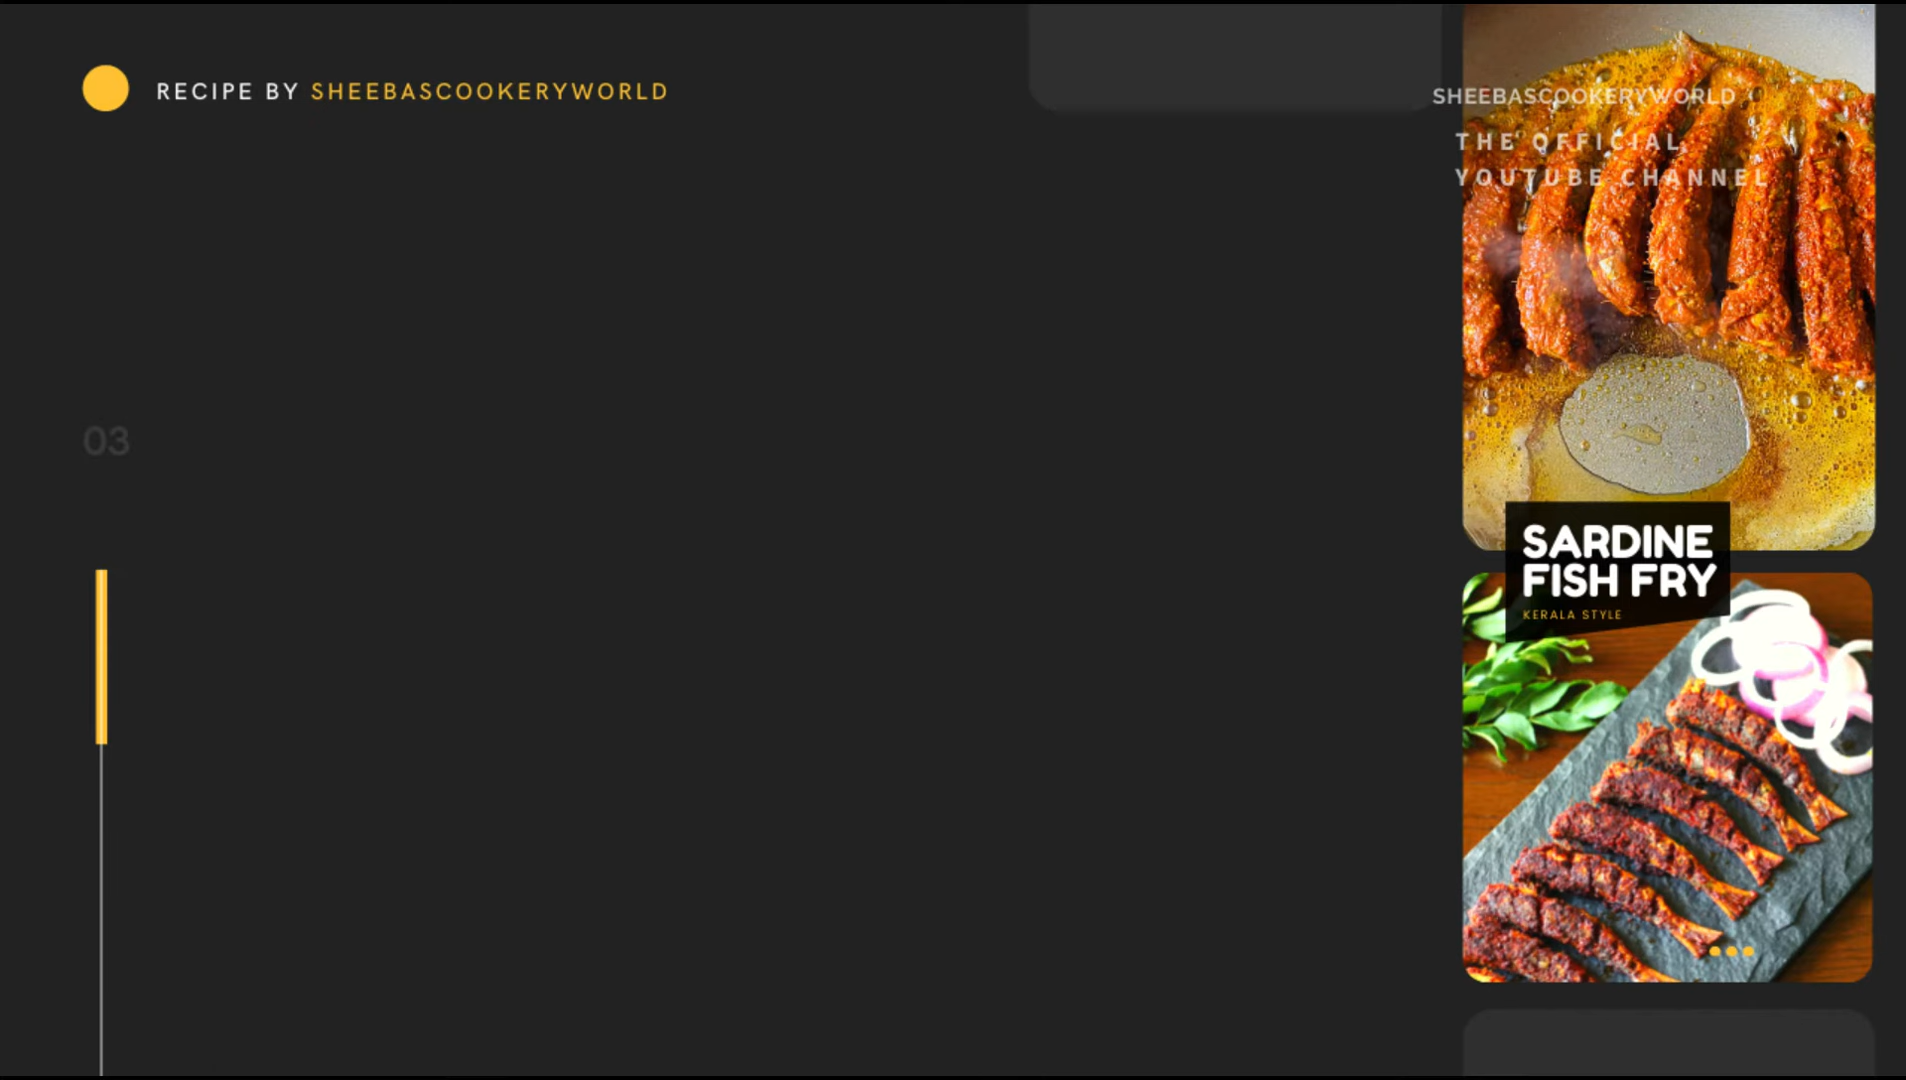 RECIPE BY SHEEBASCOOKERYWORLD
SHEEBASCOOKERYWORLD
THE OFFICIAL
YOUTUBE CHANNEL
03
SARDINE
FISH FRY
KERALA STYLE